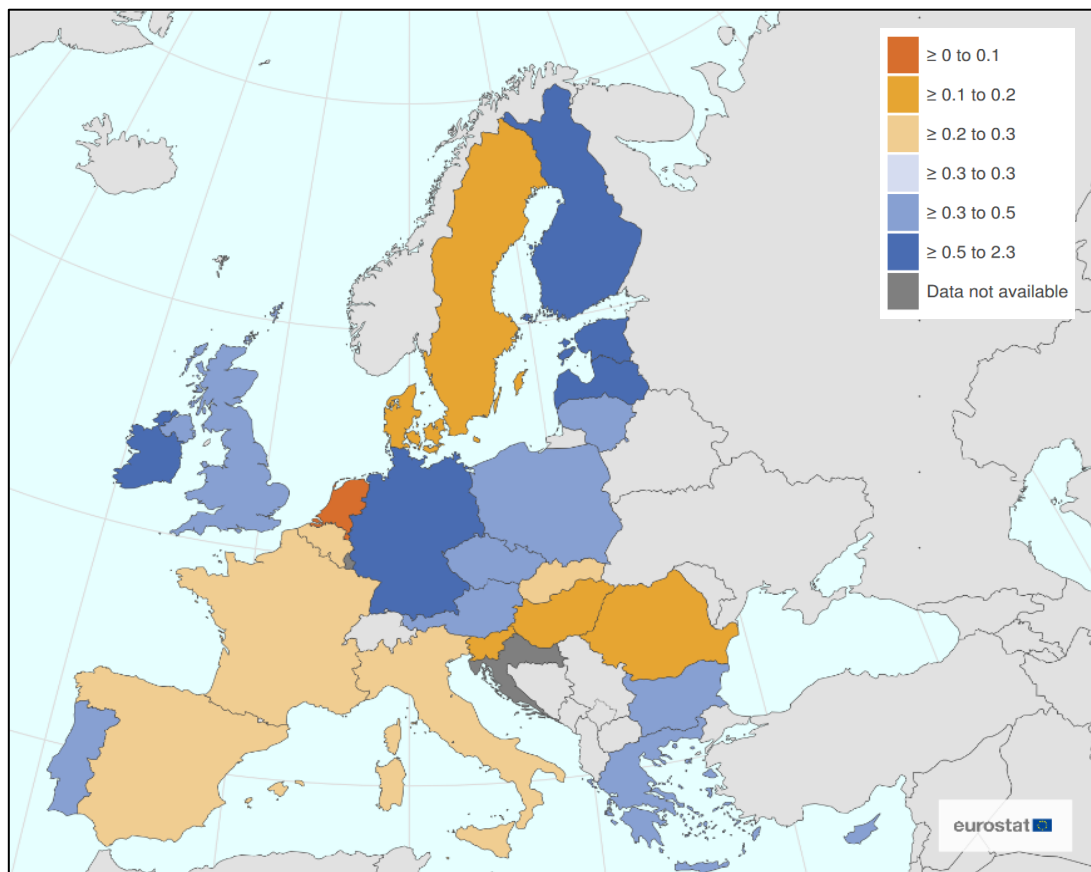 ≥ 0 to 0.1
≥ 0.1 to 0.2
≥ 0.2 to 0.3
≥ 0.3 to 0.3
≥ 0.3 to 0.5
≥ 0.5 to 2.3
Data not available
eurostat